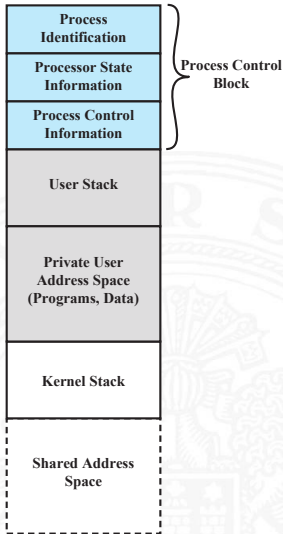 Process
Identification
Processor State
Information
Process Control
Information
Process Control
Block
User Stack
Private User
Address Space
(Programs, Data)
Kernel Stack
Shared Address
Space